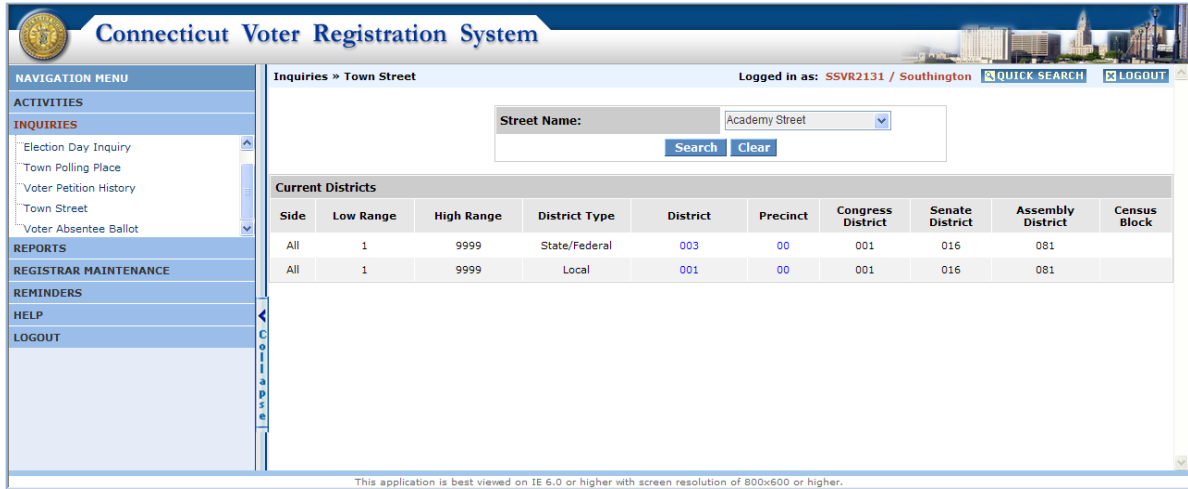 Connecticut Voter Registration System
NAVIGATION MENU
ACTIVITIES
INQUIRIES
Election Day Inquiry
Town Polling Place
Voter Petition History
Town Street
Voter Absentee Ballot
REPORTS
REGISTRAR MAINTENANCE
REMINDERS
HELP
LOGOUT
Collapse
Inquiries » Town Street Logged in as: SSVR2131 / Southington QUICK SEARCH LOGOUT
Street Name: Academy Street
Search Clear
Current Districts
Side Low Range High Range District Type District Precinct Congress District Senate District Assembly District Census Block
All 1 9999 State/Federal 003 00 001 016 081
All 1 9999 Local 001 00 001 016 081
This application is best viewed on IE 6.0 or higher with screen resolution of 800x600 or higher.